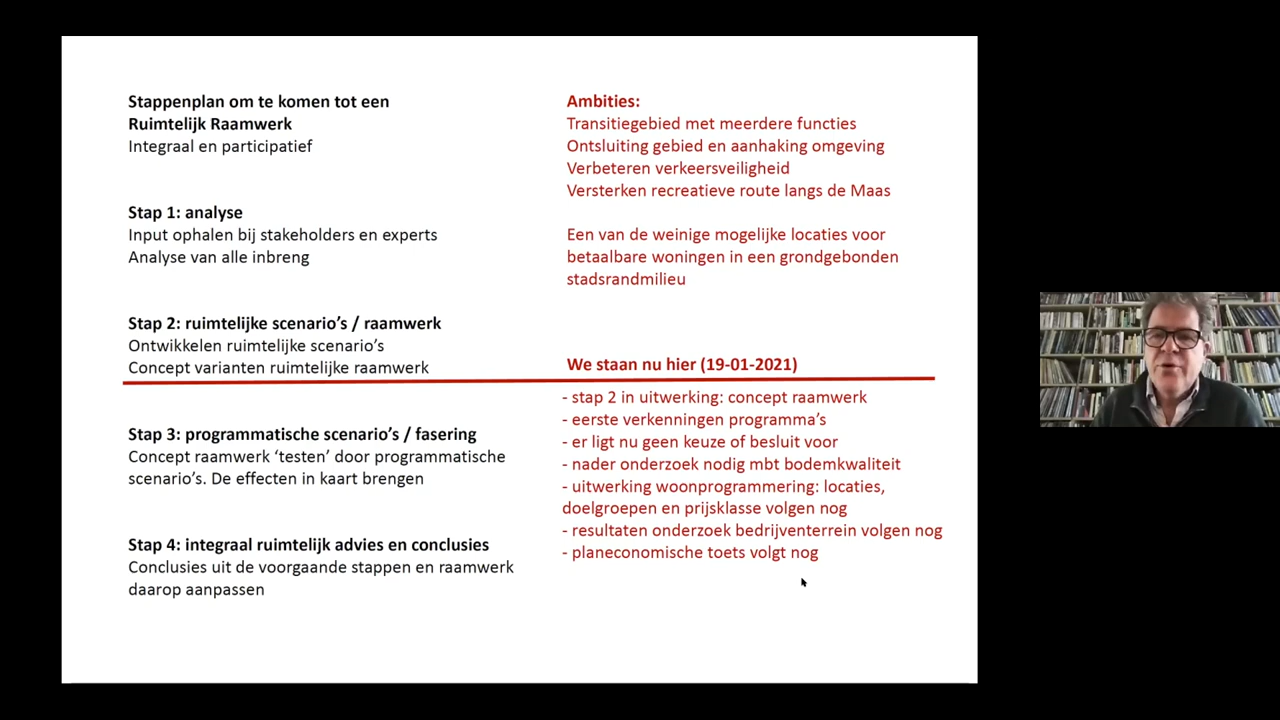 Stappenplan om te komen tot een
Ruimtelijk Raamwerk
Integraal en participatief
Stap 1: analyse
Input ophalen bij stakeholders en experts
Analyse van alle inbreng
Stap 2: ruimtelijke scenario's / raamwerk
Ontwikkelen ruimtelijke scenario's
Concept varianten ruimtelijke raamwerk
Stap 3: programmatische scenario's / fasering
Concept raamwerk 'testen' door programmatische
scenario's. De effecten in kaart brengen
Stap 4: integraal ruimtelijk advies en conclusies
Conclusies uit de voorgaande stappen en raamwerk
daarop aanpassen
Ambities:
Transitiegebied met meerdere functies
Ontsluiting gebied en aanhaking omgeving
Verbeteren verkeersveiligheid
Versterken recreatieve route langs de Maas
Een van de weinige mogelijke locaties voor
betaalbare woningen in een grondgebonden
stadsrandmilieu
We staan nu hier (19-01-2021)
- stap 2 in uitwerking: concept raamwerk
- eerste verkenningen programma's
- er ligt nu geen keuze of besluit voor
- nader onderzoek nodig mbt bodemkwaliteit
- uitwerking woonprogrammering: locaties,
doelgroepen en prijsklasse volgen nog
- resultaten onderzoek bedrijventerrein volgen nog
- planeconomische toets volgt nog